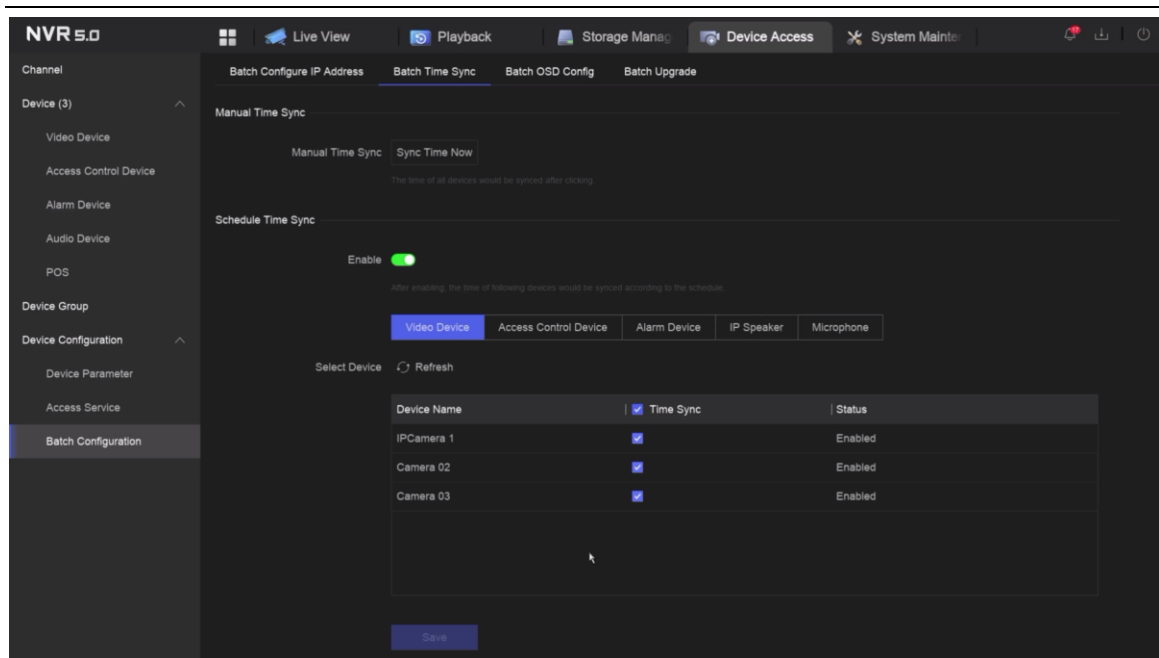 NVR 5.0
Live View
Playback
Storage Manag
Device Access
System Mainte
Channel
Device (3)
Video Device
Access Control Device
Alarm Device
Audio Device
POS
Device Group
Device Configuration
Device Parameter
Access Service
Batch Configuration
Batch Configure IP Address
Batch Time Sync
Batch OSD Config
Batch Upgrade
Manual Time Sync
Manual Time Sync Sync Time Now
The time of all devices would be synced after clicking.
Schedule Time Sync
Enable
After enabling, the time of following devices would be synced according to the schedule.
Video Device Access Control Device Alarm Device IP Speaker Microphone
Select Device Refresh
Device Name Time Sync Status
IPCamera 1 Enabled
Camera 02 Enabled
Camera 03 Enabled
Save